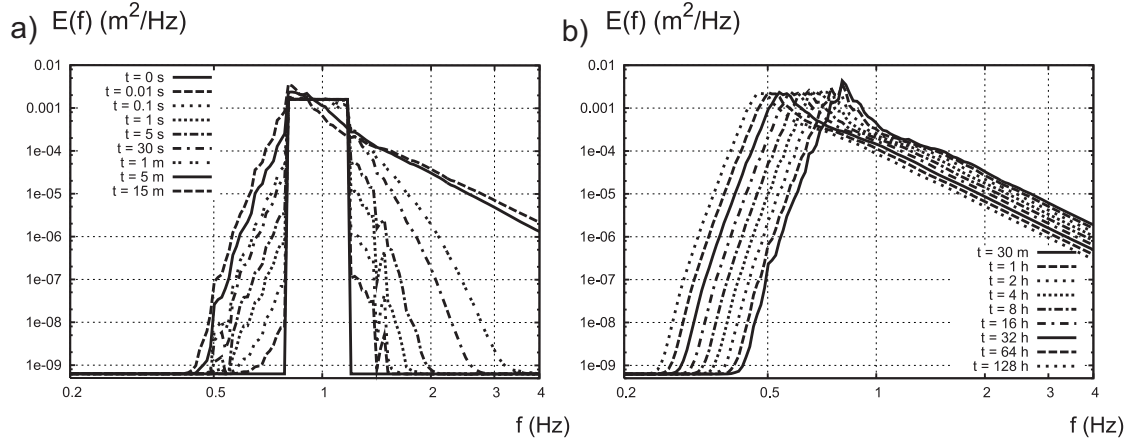 a) E(f) (m²/Hz)
0.01
0.001
1e-04
1e-05
1e-06
1e-07
1e-08
1e-09
t = 0 s
t = 0.01 s
t = 0.1 s
t = 1 s
t = 5 s
t = 30 s
t = 1 m
t = 5 m
t = 15 m
0.2 0.5 1 2 3 4
f (Hz)
b) E(f) (m²/Hz)
0.01
0.001
1e-04
1e-05
1e-06
1e-07
1e-08
1e-09
t = 30 m
t = 1 h
t = 2 h
t = 4 h
t = 8 h
t = 16 h
t = 32 h
t = 64 h
t = 128 h
0.2 0.5 1 2 3 4
f (Hz)